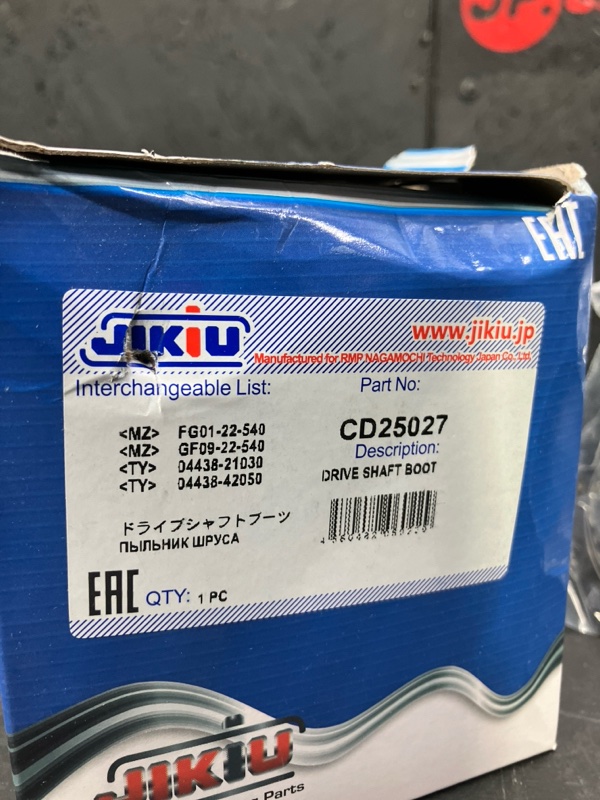 EAC
JIKIU
www.jikiu.jp
Manufactured for RMP NAGAMOCHI Technology Japan Co., Ltd.
Interchangeable List:
Part No:
<MZ> FG01-22-540
<MZ> GF09-22-540
<TY> 04438-21030
<TY> 04438-42050
CD25027
Description:
DRIVE SHAFT BOOT
ドライブシャフトブーツ
ПЫЛЬНИК ШРУСА
EAC QTY: 1 PC
JIKIU
Parts